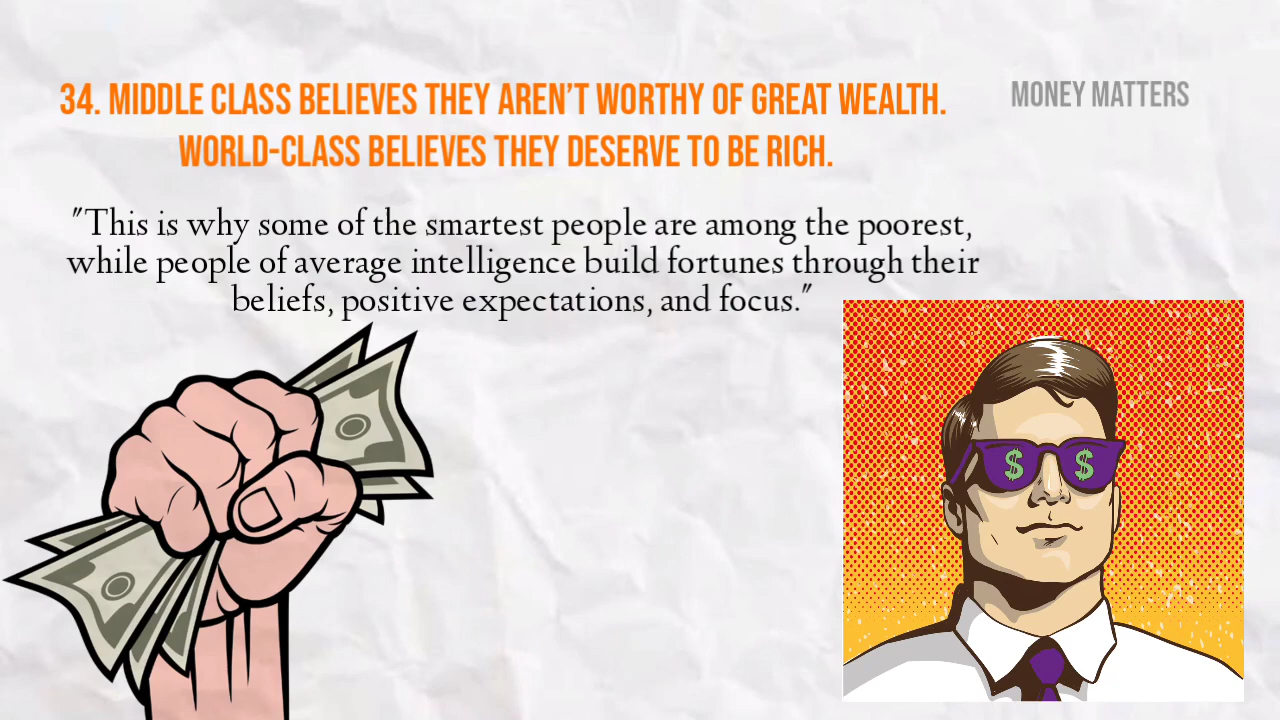 34. MIDDLE CLASS BELIEVES THEY AREN'T WORTHY OF GREAT WEALTH.
WORLD-CLASS BELIEVES THEY DESERVE TO BE RICH.
MONEY MATTERS
"This is why some of the smartest people are among the poorest,
while people of average intelligence build fortunes through their
beliefs, positive expectations, and focus."
$ $